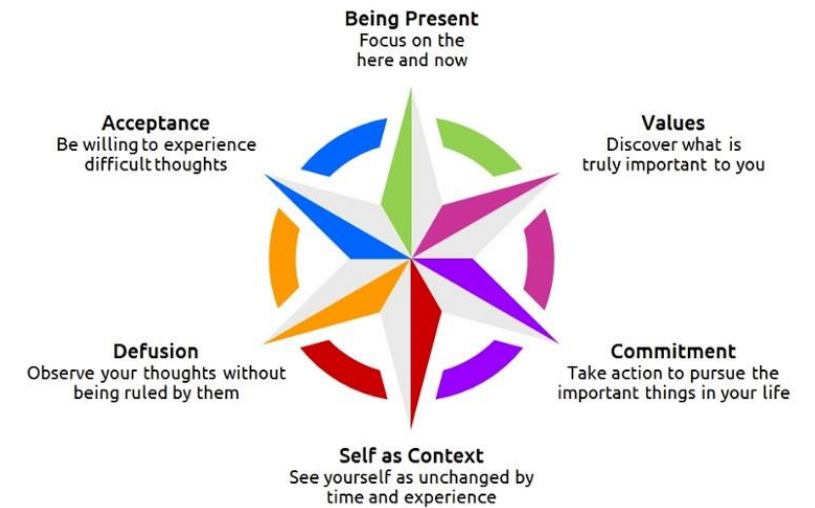 Being Present
Focus on the
here and now
Acceptance
Be willing to experience
difficult thoughts
Values
Discover what is
truly important to you
Defusion
Observe your thoughts without
being ruled by them
Commitment
Take action to pursue the
important things in your life
Self as Context
See yourself as unchanged by
time and experience